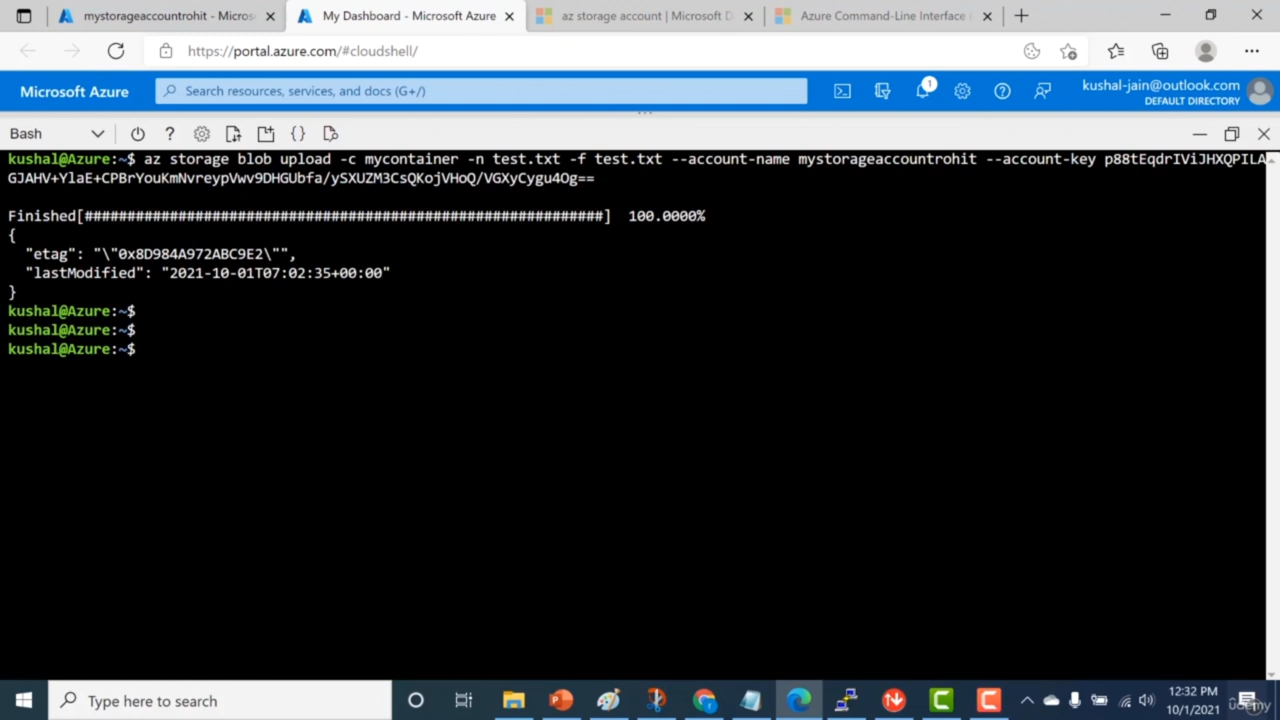 mystorageaccountrohit - Micros
My Dashboard - Microsoft Azure
az storage account | Microsoft D
Azure Command-Line Interface (
https://portal.azure.com/#cloudshell/
Microsoft Azure
Search resources, services, and docs (G+/)
1
kushal-jain@outlook.com
DEFAULT DIRECTORY
Bash
kushal@Azure:~$ az storage blob upload -c mycontainer -n test.txt -f test.txt --account-name mystorageaccountrohit --account-key p88tEqdrIViJHXQPILA
GJAHV+YlaE+CPBrYouKmNvreypVwv9DHGUbfa/ySXUZM3CsQKojVHoQ/VGXyCygu4Og==
Finished[#############################################################] 100.0000%
{
"etag": "\"0x8D984A972ABC9E2\"",
"lastModified": "2021-10-01T07:02:35+00:00"
}
kushal@Azure:~$
kushal@Azure:~$
kushal@Azure:~$
Type here to search
12:32 PM
10/1/2021
ûdemy